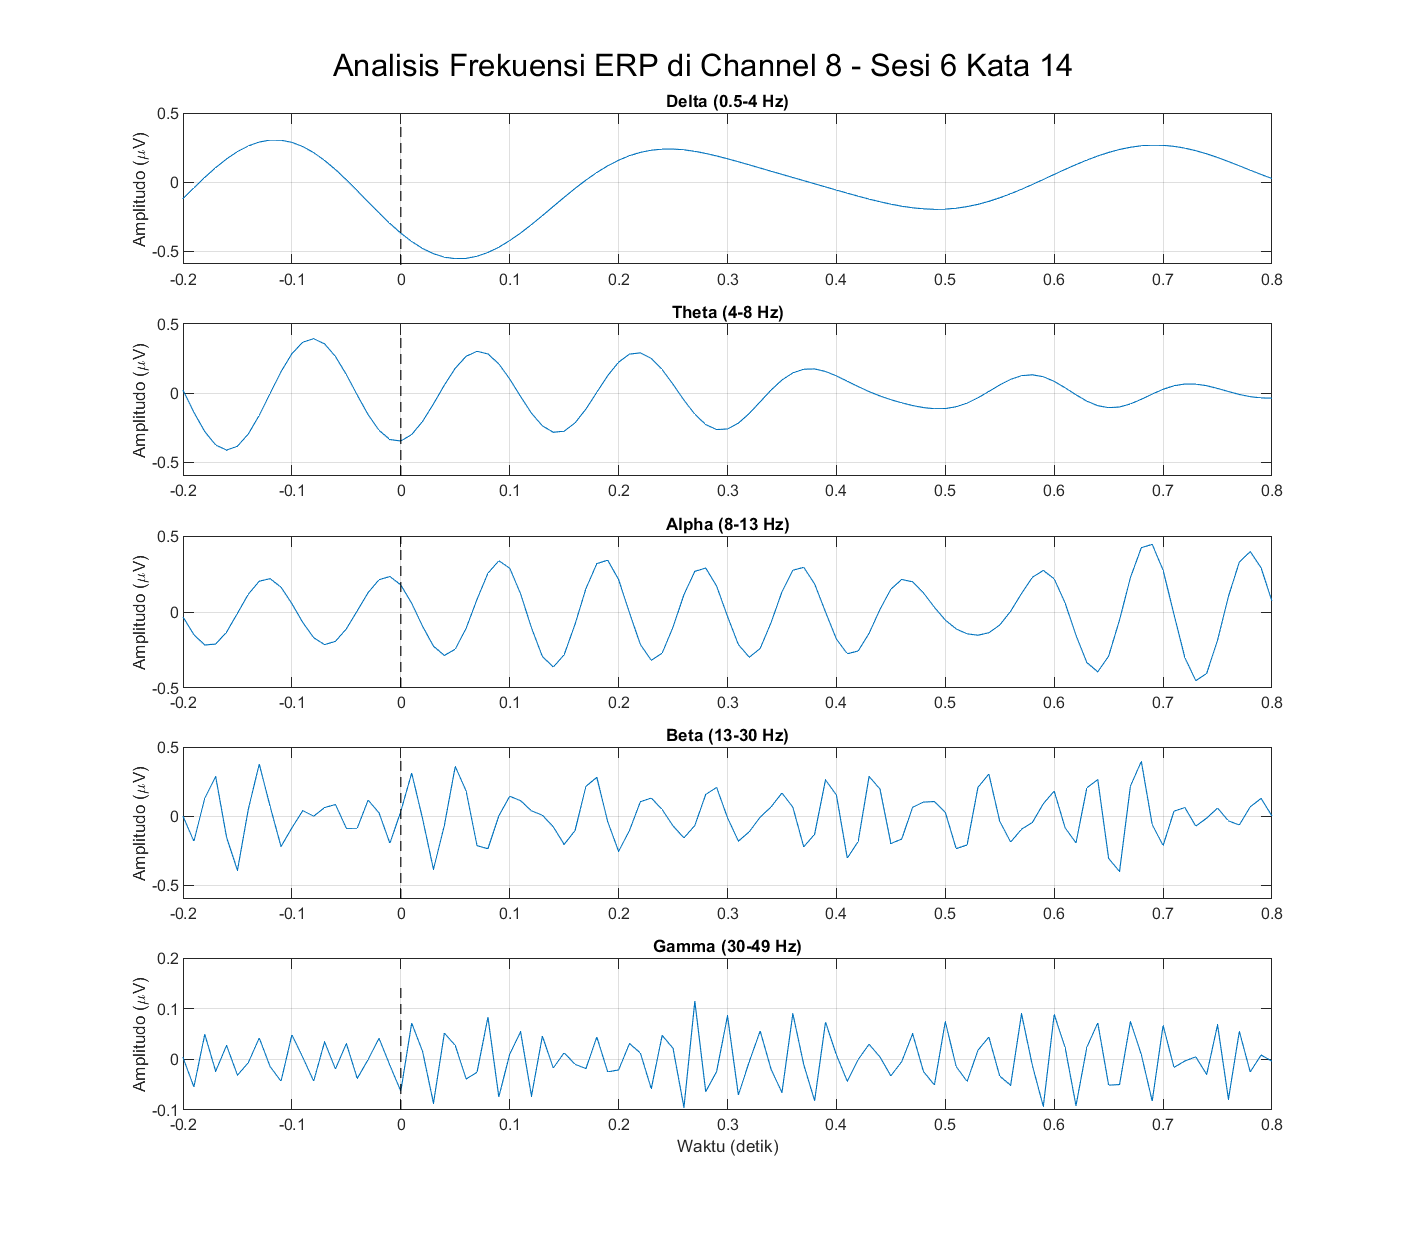 Analisis Frekuensi ERP di Channel 8 - Sesi 6 Kata 14
Delta (0.5-4 Hz)
Amplitudo (μV)
0.5
0
-0.5
-0.2 -0.1 0 0.1 0.2 0.3 0.4 0.5 0.6 0.7 0.8
Theta (4-8 Hz)
Amplitudo (μV)
0.5
0
-0.5
-0.2 -0.1 0 0.1 0.2 0.3 0.4 0.5 0.6 0.7 0.8
Alpha (8-13 Hz)
Amplitudo (μV)
0.5
0
-0.5
-0.2 -0.1 0 0.1 0.2 0.3 0.4 0.5 0.6 0.7 0.8
Beta (13-30 Hz)
Amplitudo (μV)
0.5
0
-0.5
-0.2 -0.1 0 0.1 0.2 0.3 0.4 0.5 0.6 0.7 0.8
Gamma (30-49 Hz)
Amplitudo (μV)
0.2
0.1
0
-0.1
-0.2 -0.1 0 0.1 0.2 0.3 0.4 0.5 0.6 0.7 0.8
Waktu (detik)